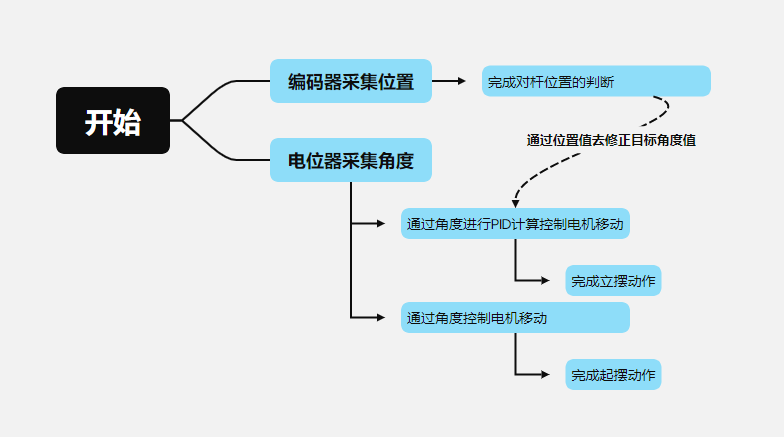 开始
编码器采集位置
完成对杆位置的判断
通过位置值去修正目标角度值
电位器采集角度
通过角度进行PID计算控制电机移动
完成立摆动作
通过角度控制电机移动
完成起摆动作